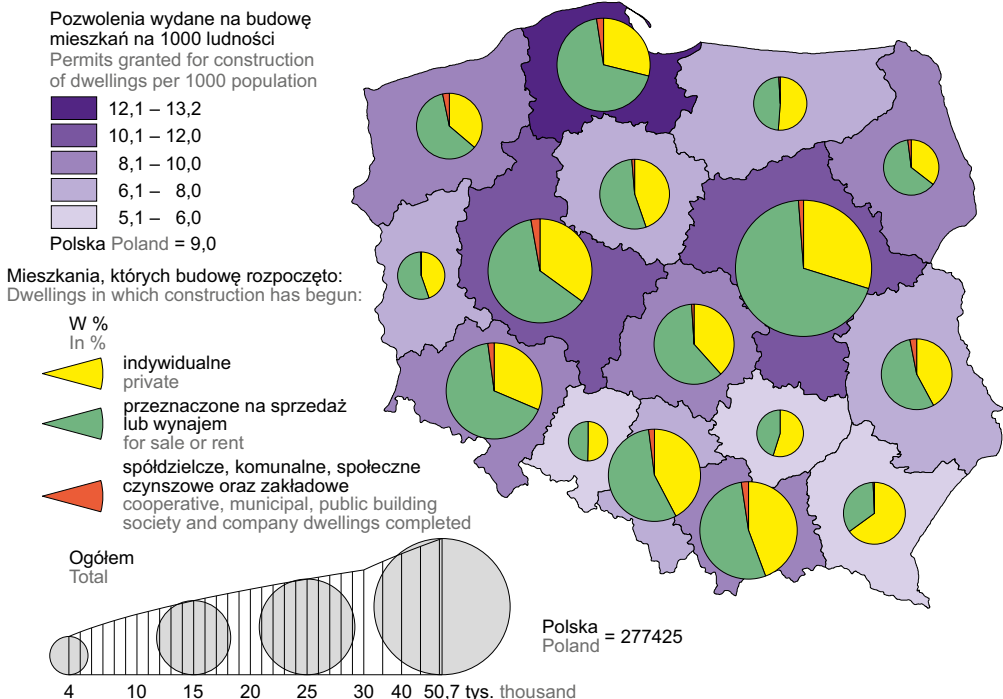 Pozwolenia wydane na budowę
mieszkań na 1000 ludności
Permits granted for construction
of dwellings per 1000 population
12,1 – 13,2
10,1 – 12,0
8,1 – 10,0
6,1 – 8,0
5,1 – 6,0
Polska Poland = 9,0
Mieszkania, których budowę rozpoczęto:
Dwellings in which construction has begun:
W %
In %
indywidualne
private
przeznaczone na sprzedaż
lub wynajem
for sale or rent
spółdzielcze, komunalne, społeczne
czynszowe oraz zakładowe
cooperative, municipal, public building
society and company dwellings completed
Ogółem
Total
4 10 15 20 25 30 40 50,7 tys. thousand
Polska
Poland = 277425